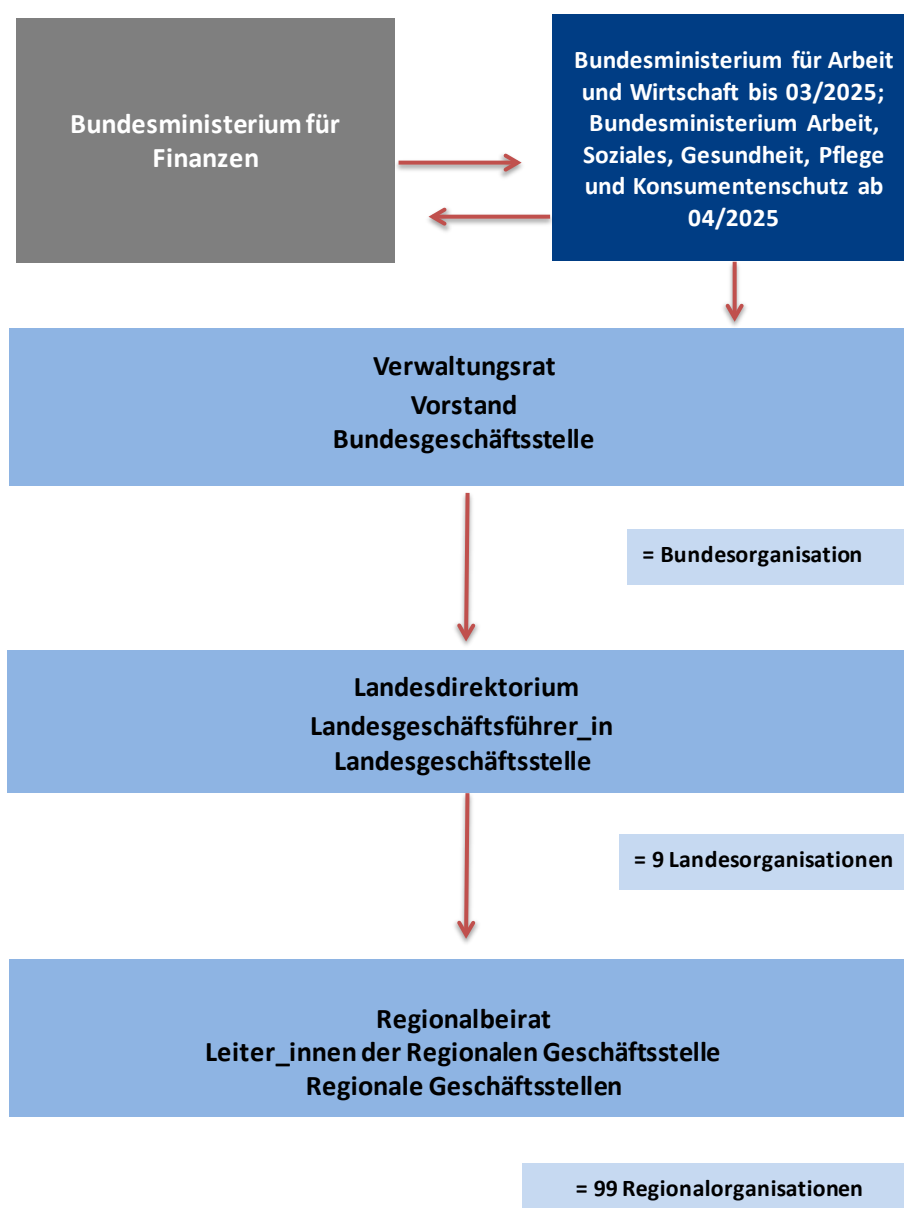 Bundesministerium für
Finanzen
Bundesministerium für Arbeit
und Wirtschaft bis 03/2025;
Bundesministerium Arbeit,
Soziales, Gesundheit, Pflege
und Konsumentenschutz ab
04/2025
Verwaltungsrat
Vorstand
Bundesgeschäftsstelle
= Bundesorganisation
Landesdirektorium
Landesgeschäftsführer_in
Landesgeschäftsstelle
= 9 Landesorganisationen
Regionalbeirat
Leiter_innen der Regionalen Geschäftsstelle
Regionale Geschäftsstellen
= 99 Regionalorganisationen